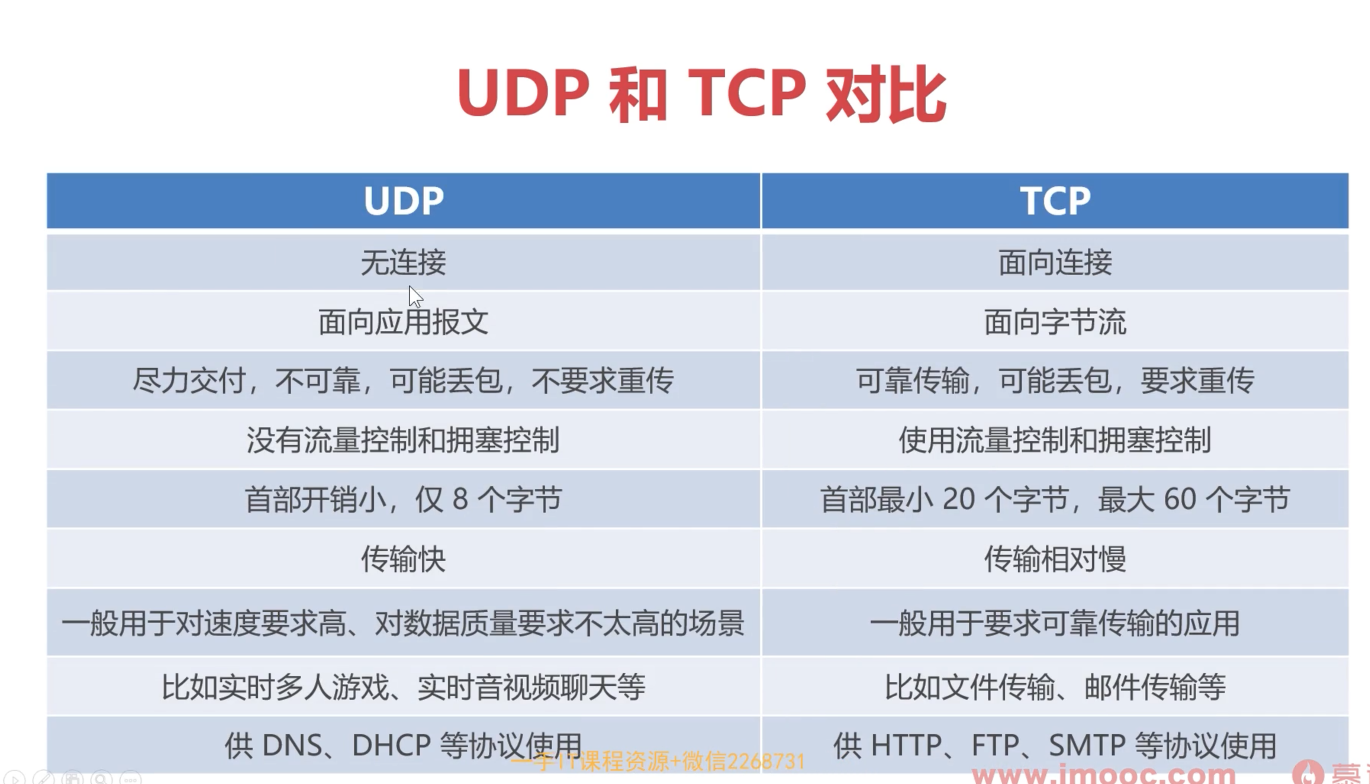 UDP 和 TCP 对比
UDP TCP
无连接 面向连接
面向应用报文 面向字节流
尽力交付，不可靠，可能丢包，不要求重传 可靠传输，可能丢包，要求重传
没有流量控制和拥塞控制 使用流量控制和拥塞控制
首部开销小，仅 8 个字节 首部最小 20 个字节，最大 60 个字节
传输快 传输相对慢
一般用于对速度要求高、对数据质量要求不太高的场景 一般用于要求可靠传输的应用
比如实时多人游戏、实时音视频聊天等 比如文件传输、邮件传输等
供 DNS、DHCP 等协议使用 供 HTTP、FTP、SMTP 等协议使用
一手IT课程资源+微信2268731
www.imooc.com